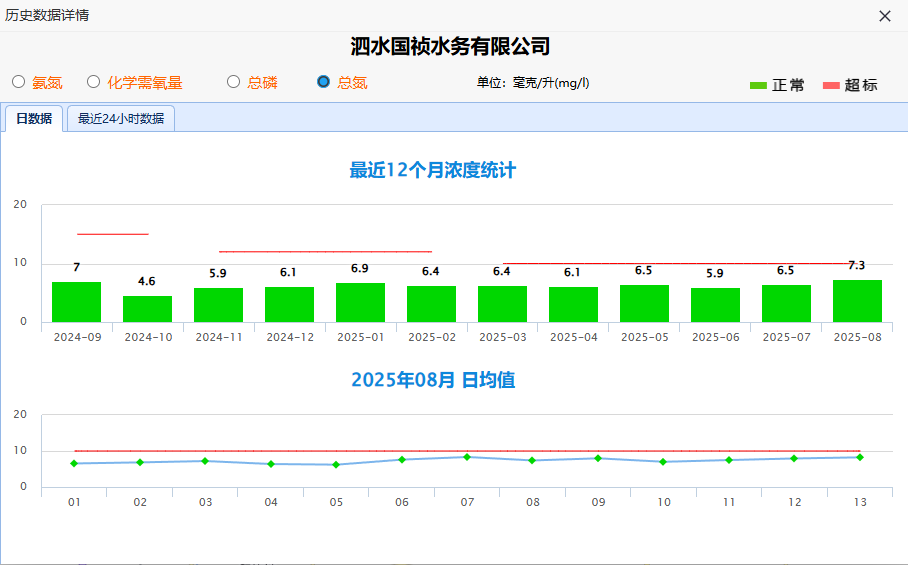 历史数据详情
泗水国祯水务有限公司
氨氮 化学需氧量 总磷 总氮 单位：毫克/升(mg/l) 正常 超标
日数据 最近24小时数据
最近12个月浓度统计
20
10
0
7 4.6 5.9 6.1 6.9 6.4 6.4 6.1 6.5 5.9 6.5 7.3
2024-09 2024-10 2024-11 2024-12 2025-01 2025-02 2025-03 2025-04 2025-05 2025-06 2025-07 2025-08
2025年08月 日均值
20
10
0
01 02 03 04 05 06 07 08 09 10 11 12 13